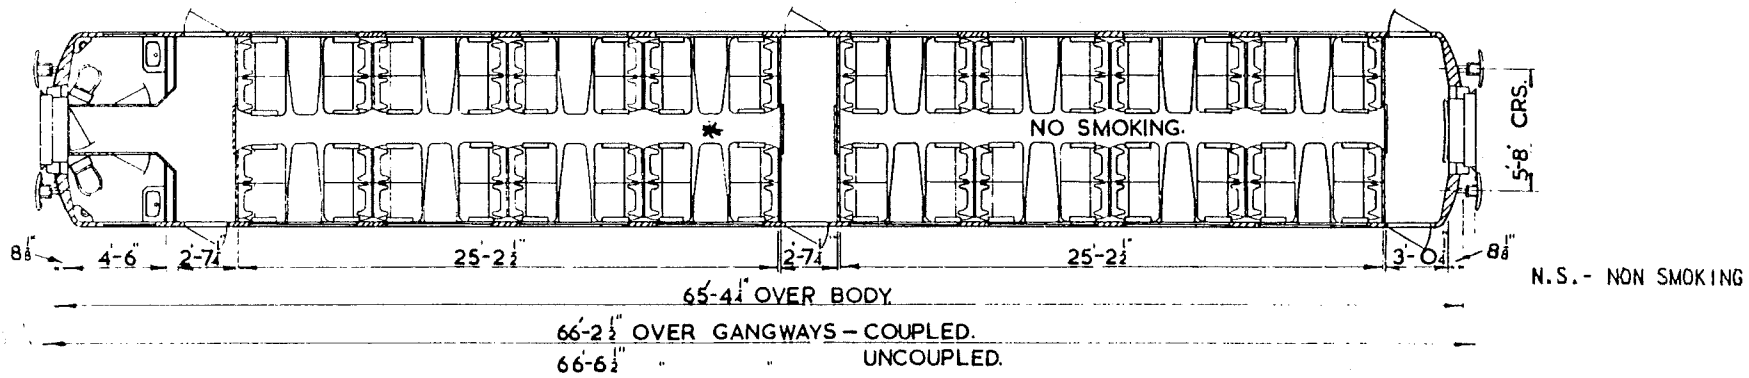 NO SMOKING.
5'-8" CRS.
8⅛" 4'-6" 2'-7¼" 25'-2½" 2'-7¼" 25'-2½" 3'-0¼" 8⅛"
N.S.- NON SMOKING
65'-4¼" OVER BODY.
66'-2½" OVER GANGWAYS – COUPLED.
66'-6½" " " UNCOUPLED.